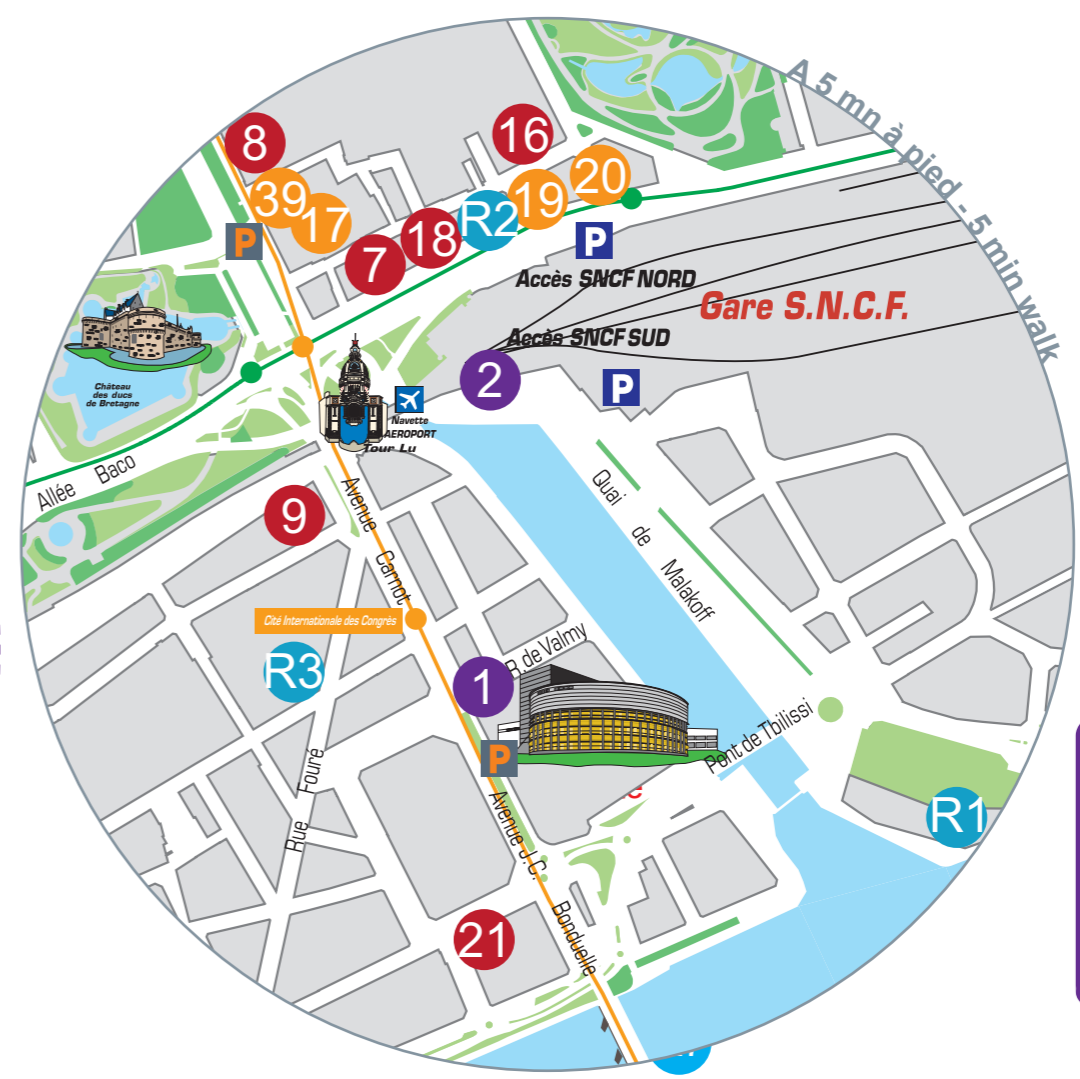 A 5 mn à pied - 5 min walk
8
16
39
17
20
19
R2
18
7
P
P
Accès SNCF NORD
Gare S.N.C.F.
Accès SNCF SUD
2
P
Château
des ducs
de Bretagne
Navette
AEROPORT
Tour Lu
Allée Baco
9
Avenue Carnot
Quai de Malakoff
Cité Internationale des Congrès
R3
1
R. de Valmy
Pont de Tbilissi
P
Rue Fouré
Avenue J.C. Bonduelle
R1
21